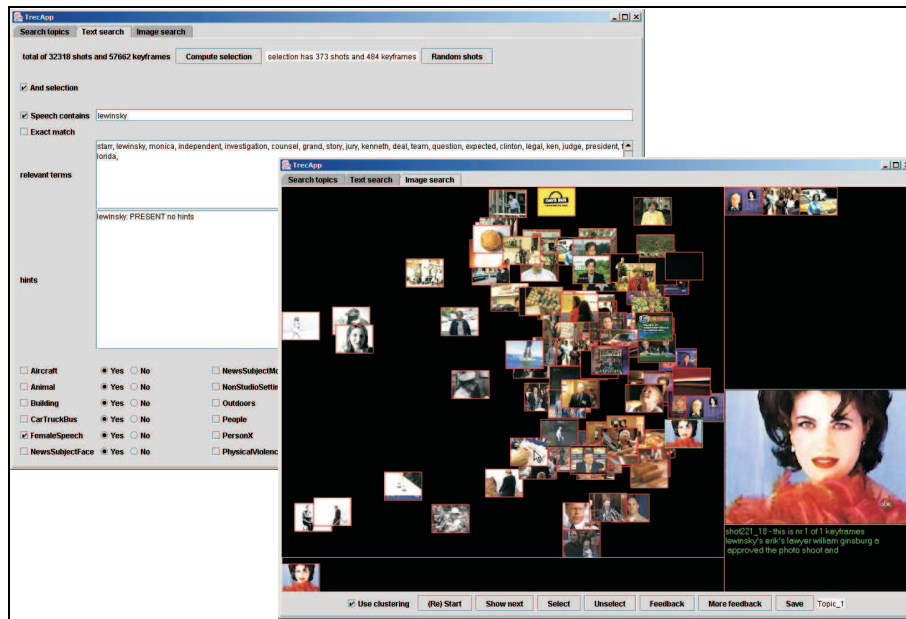 TrecApp
Search topics Text search Image search
total of 32318 shots and 57662 keyframes Compute selection selection has 373 shots and 484 keyframes Random shots
And selection
Speech contains lewinsky
Exact match
relevant terms
starr, lewinsky, monica, independent, investigation, counsel, grand, story, jury, kenneth, deal, team, question, expected, clinton, legal, ken, judge, president,
lorida,
hints
lewinsky: PRESENT no hints
Aircraft Yes No NewsSubjectMo
Animal Yes No NonStudioSettin
Building Yes No Outdoors
CarTruckBus Yes No People
FemaleSpeech Yes No PersonX
NewsSubjectFace Yes No PhysicalViolenc
TrecApp
Search topics Text search Image search
abc
shot221_18 - this is nr 1 of 1 keyframes
lewinsky's erik's lawyer william ginsburg a
approved the photo shoot and
Use clustering (Re) Start Show next Select Unselect Feedback More feedback Save Topic_1